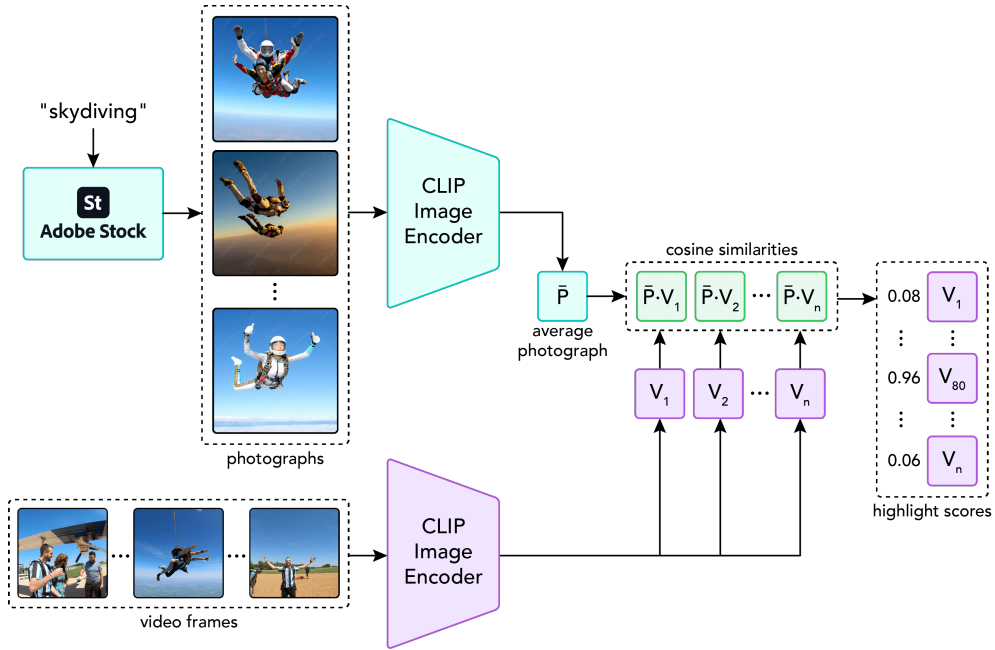 "skydiving"
St
Adobe Stock
photographs
CLIP
Image
Encoder
P̄
average
photograph
cosine similarities
P̄·V₁
P̄·V₂
...
P̄·Vₙ
V₁
V₂
...
Vₙ
0.08
V₁
0.96
V₈₀
0.06
Vₙ
highlight scores
video frames
CLIP
Image
Encoder